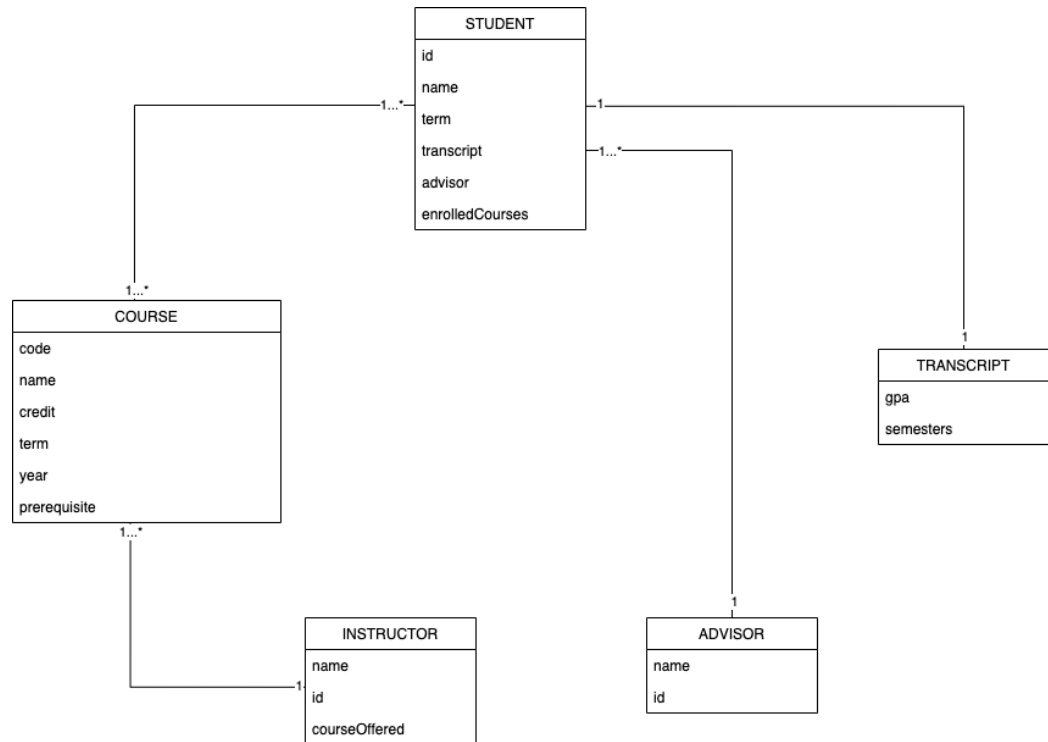 STUDENT
id
name
term
transcript
advisor
enrolledCourses
1...*
1
1...*
1...*
COURSE
code
name
credit
term
year
prerequisite
1...*
1
TRANSCRIPT
gpa
semesters
1
INSTRUCTOR
name
id
courseOffered
1
ADVISOR
name
id